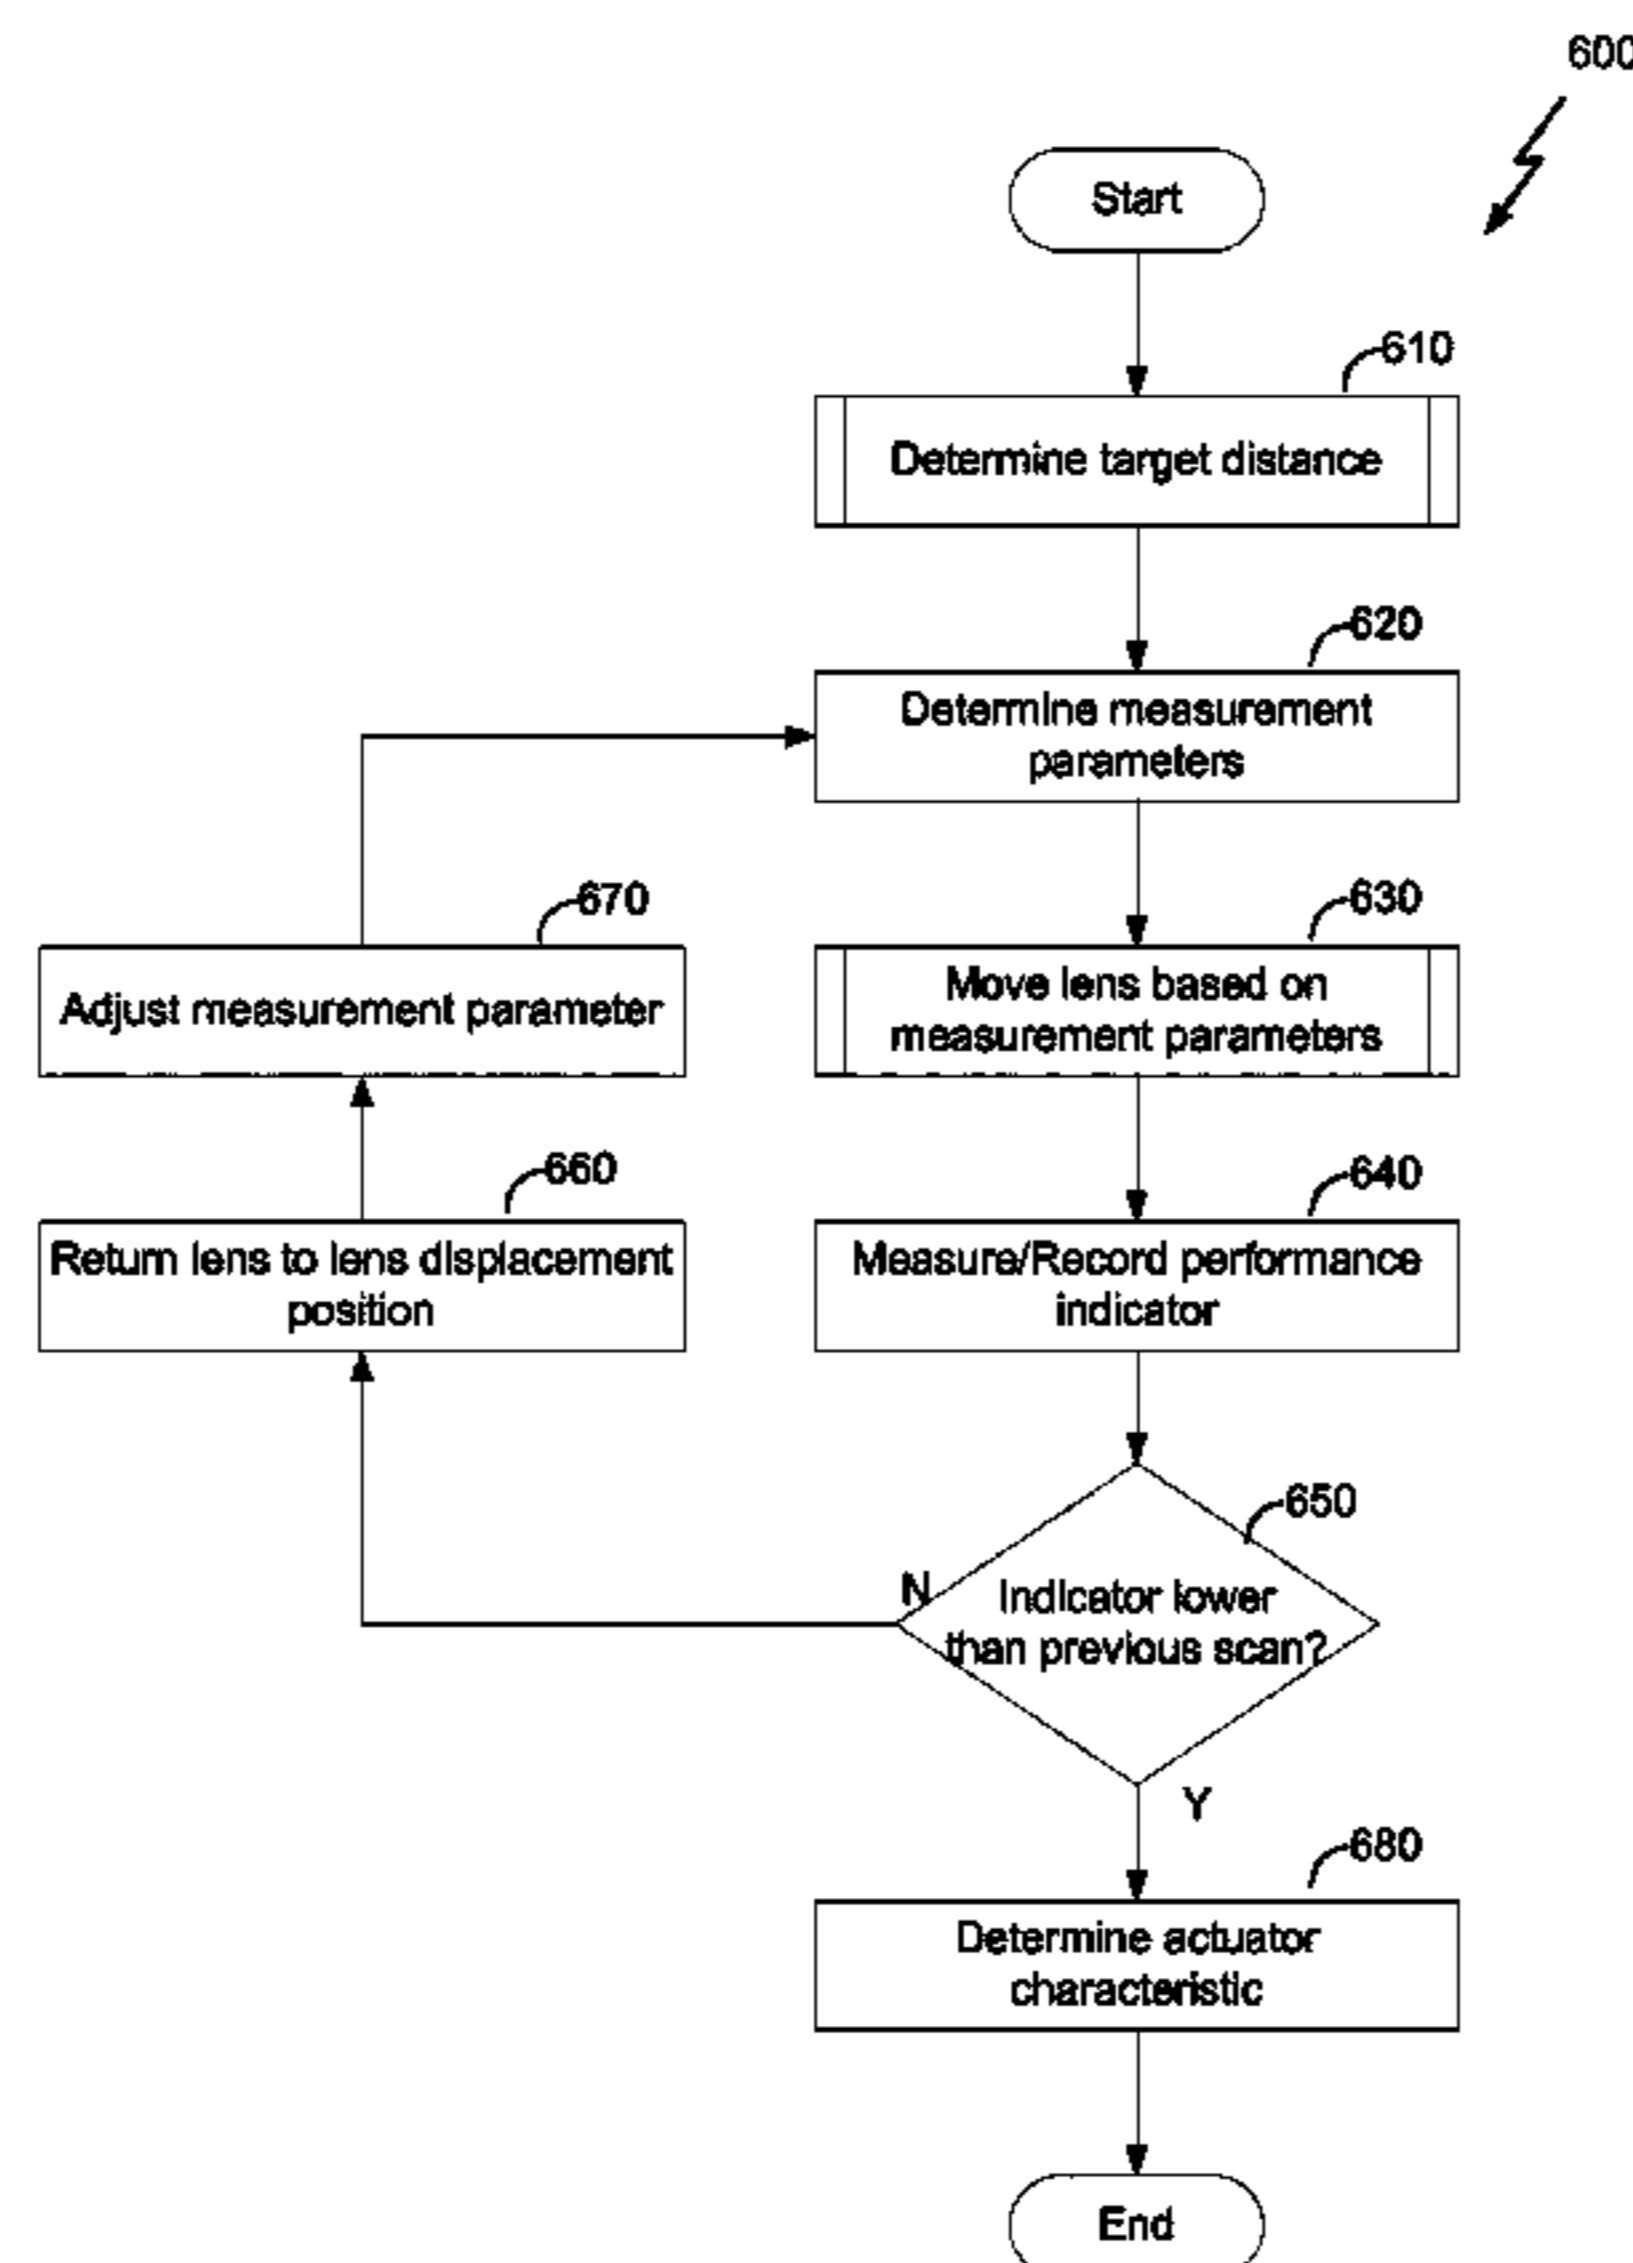 600
Start
610
Determine target distance
620
Determine measurement
parameters
670
Adjust measurement parameter
630
Move lens based on
measurement parameters
660
Return lens to lens displacement
position
640
Measure/Record performance
indicator
650
N
Indicator lower
than previous scan?
Y
680
Determine actuator
characteristic
End